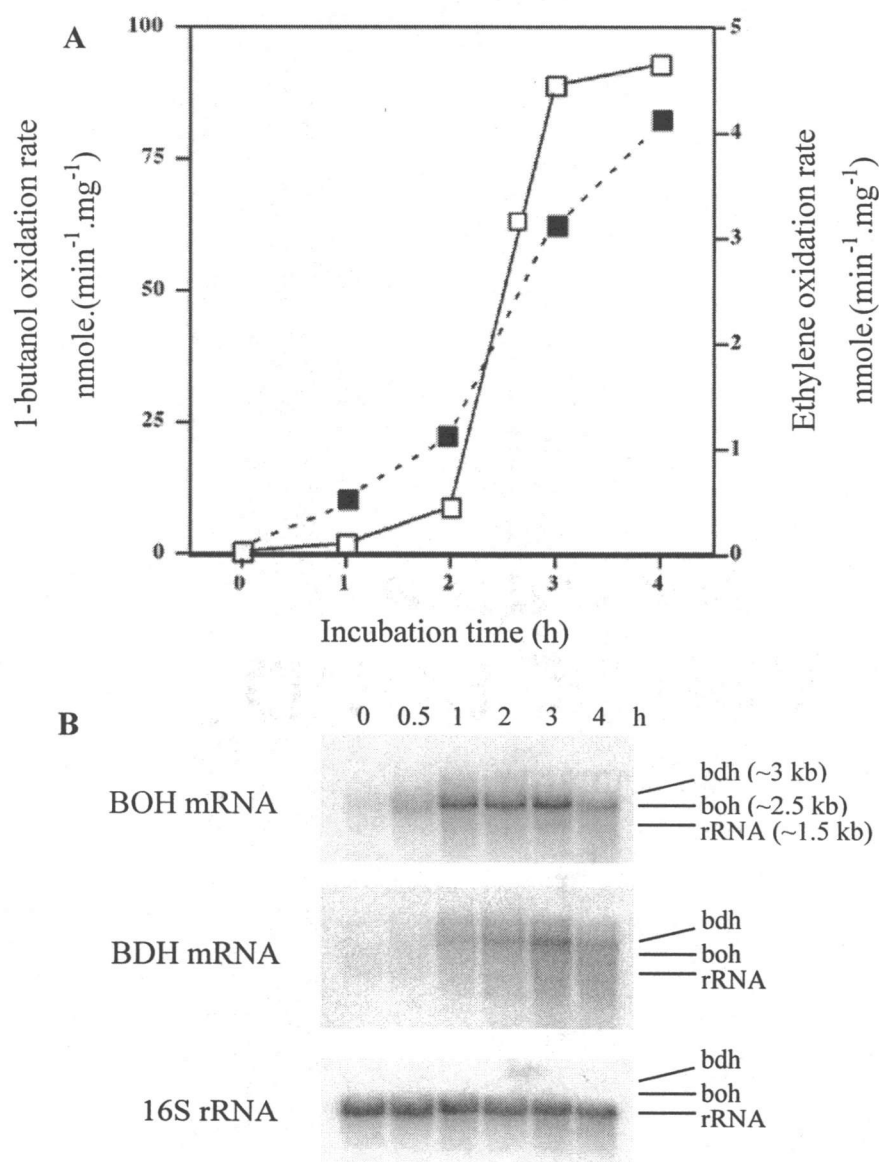 A
1-butanol oxidation rate
nmole.(min⁻¹.mg⁻¹)
100
75
50
25
0
5
4
3
2
1
0
Ethylene oxidation rate
nmole.(min⁻¹.mg⁻¹)
0 1 2 3 4
Incubation time (h)
B
0 0.5 1 2 3 4 h
BOH mRNA
bdh (~3 kb)
boh (~2.5 kb)
rRNA (~1.5 kb)
BDH mRNA
bdh
boh
rRNA
16S rRNA
bdh
boh
rRNA